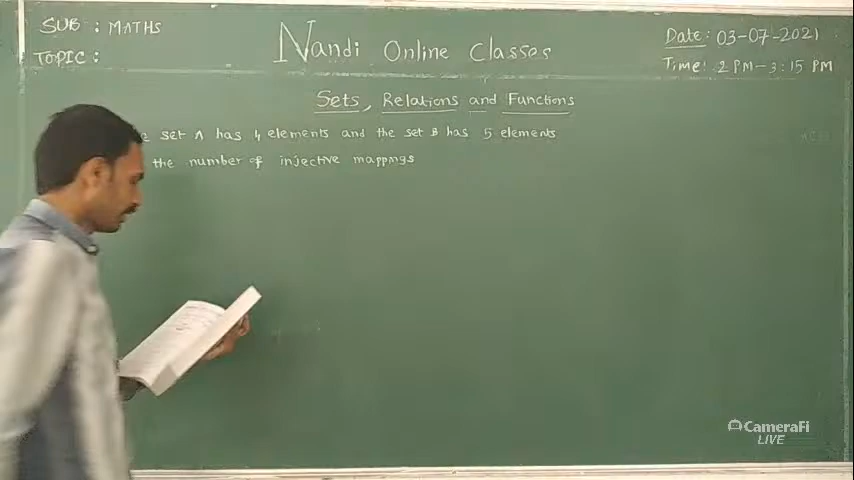 SUB : MATHS
TOPIC :
Nandi Online Classes
Date: 03-07-2021
Time: 2 PM-3:15 PM
Sets, Relations and Functions
set A has 4 elements and the set B has 5 elements
the number of injective mappings
CameraFi
LIVE